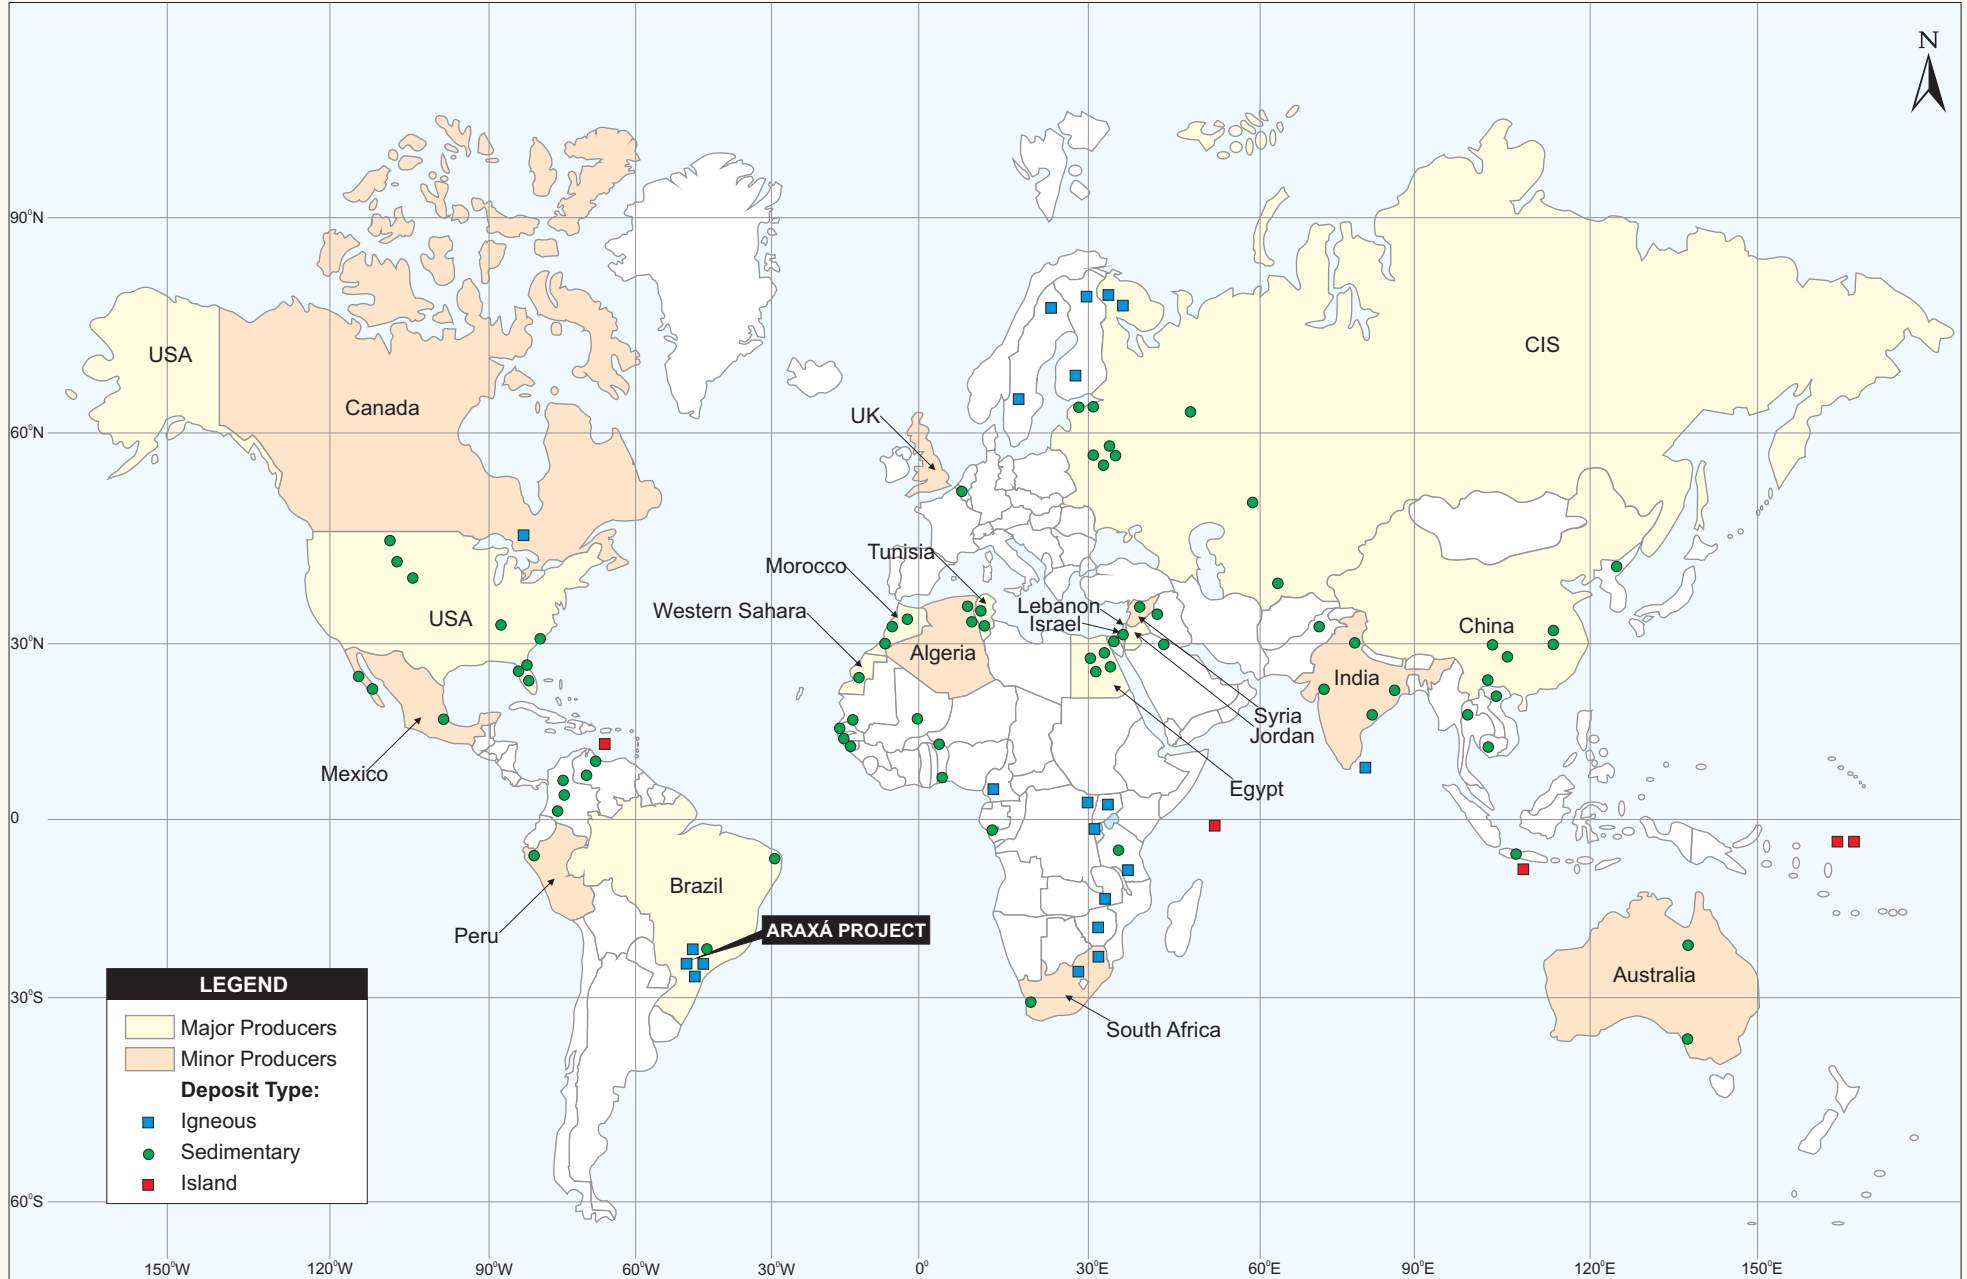 N
90°N
USA
CIS
Canada
UK
60°N
Tunisia
Morocco
Lebanon
Western Sahara
Israel
USA
China
30°N
Algeria
India
Syria
Jordan
Mexico
Egypt
0
Brazil
Peru
ARAXÁ PROJECT
Australia
LEGEND
30°S
Major Producers
South Africa
Minor Producers
Deposit Type:
Igneous
Sedimentary
Island
60°S
150°W 120°W 90°W 60°W 30°W 0° 30°E 60°E 90°E 120°E 150°E